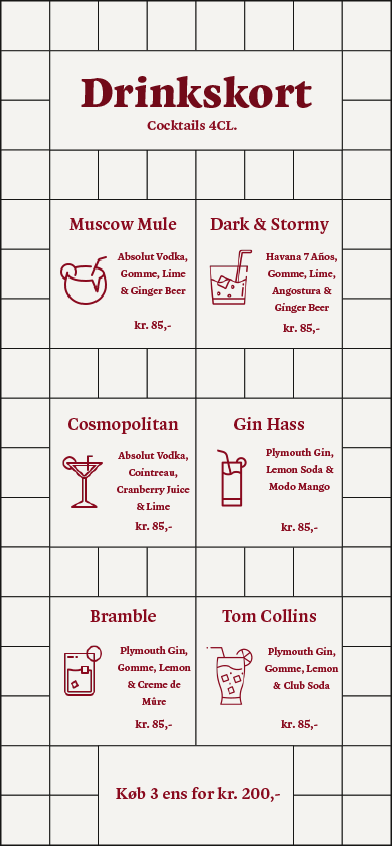 Drinkskort
Cocktails 4CL.
Muscow Mule
Absolut Vodka,
Gomme, Lime
& Ginger Beer
kr. 85,-
Dark & Stormy
Havana 7 Años,
Gomme, Lime,
Angostura &
Ginger Beer
kr. 85,-
Cosmopolitan
Absolut Vodka,
Cointreau,
Cranberry Juice
& Lime
kr. 85,-
Gin Hass
Plymouth Gin,
Lemon Soda &
Modo Mango
kr. 85,-
Bramble
Plymouth Gin,
Gomme, Lemon
& Creme de
Mûre
kr. 85,-
Tom Collins
Plymouth Gin,
Gomme, Lemon
& Club Soda
kr. 85,-
Køb 3 ens for kr. 200,-